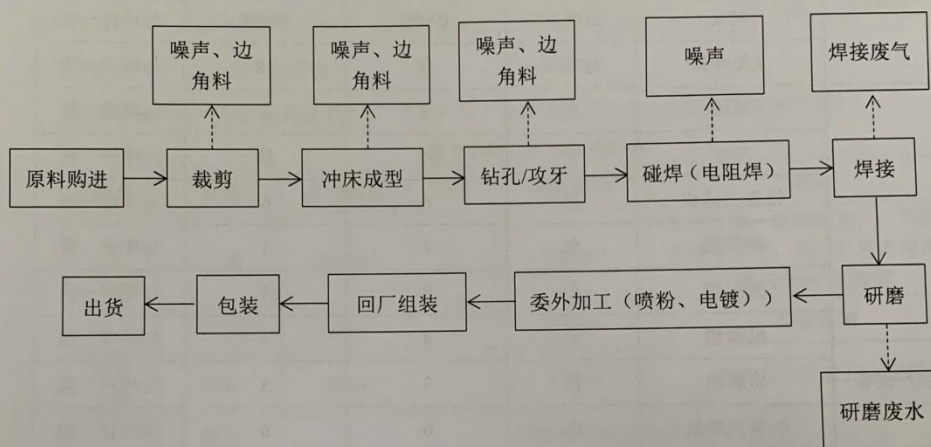 噪声、边
角料
噪声、边
角料
噪声、边
角料
噪声
焊接废气
原料购进
裁剪
冲床成型
钻孔/攻牙
碰焊（电阻焊）
焊接
出货
包装
回厂组装
委外加工（喷粉、电镀））
研磨
研磨废水